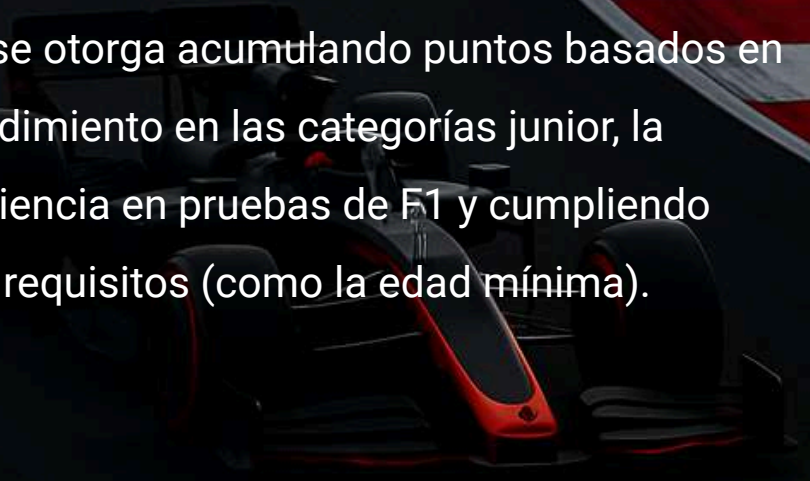 se otorga acumulando puntos basados en
dimiento en las categorías junior, la
iencia en pruebas de F1 y cumpliendo
requisitos (como la edad mínima).